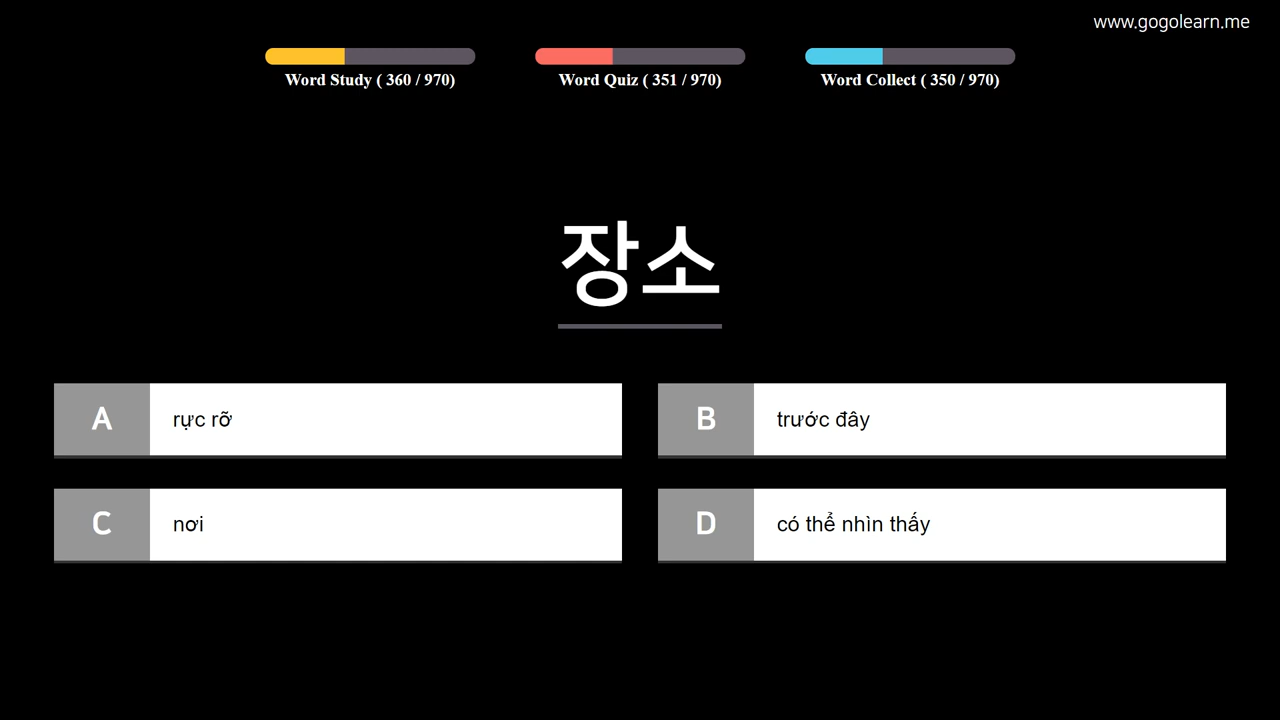 www.gogolearn.me
Word Study ( 360 / 970)
Word Quiz ( 351 / 970)
Word Collect ( 350 / 970)
장소
A rực rỡ
B trước đây
C nơi
D có thể nhìn thấy